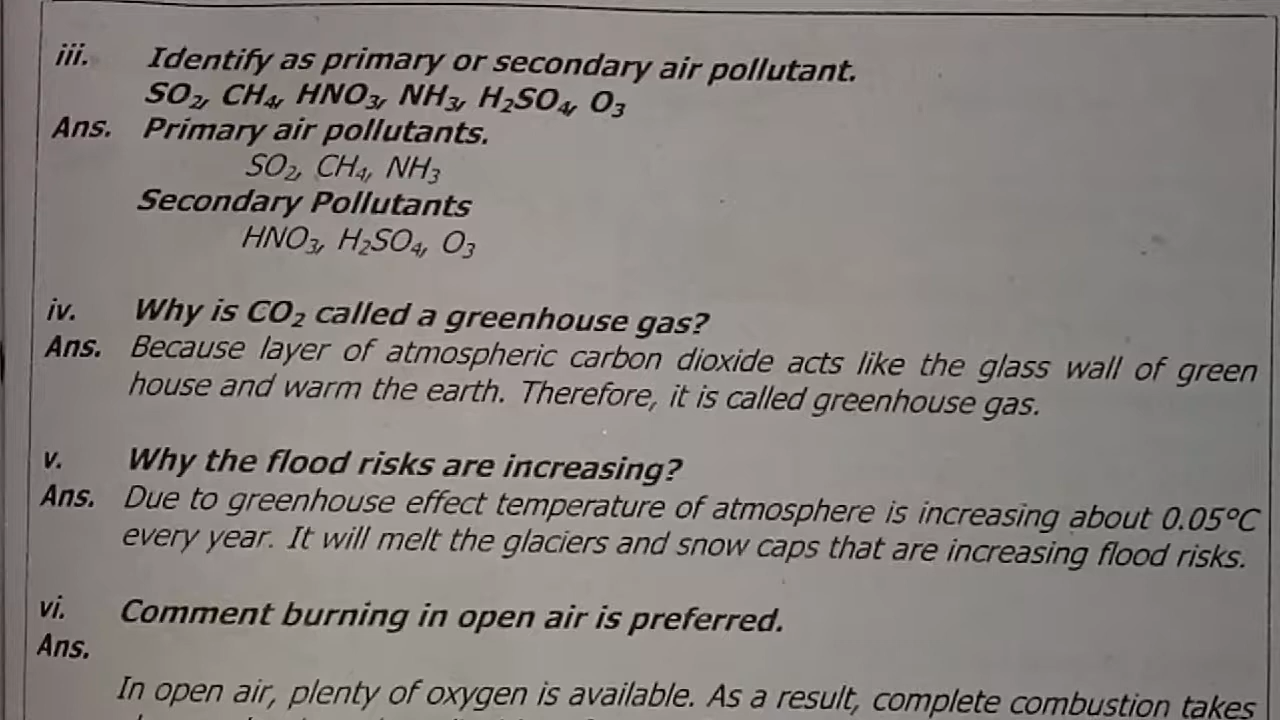 iii. Identify as primary or secondary air pollutant.
SO₂, CH₄, HNO₃, NH₃, H₂SO₄, O₃
Ans. Primary air pollutants.
SO₂, CH₄, NH₃
Secondary Pollutants
HNO₃, H₂SO₄, O₃
iv. Why is CO₂ called a greenhouse gas?
Ans. Because layer of atmospheric carbon dioxide acts like the glass wall of green
house and warm the earth. Therefore, it is called greenhouse gas.
v. Why the flood risks are increasing?
Ans. Due to greenhouse effect temperature of atmosphere is increasing about 0.05°C
every year. It will melt the glaciers and snow caps that are increasing flood risks.
vi. Comment burning in open air is preferred.
Ans.
In open air, plenty of oxygen is available. As a result, complete combustion takes